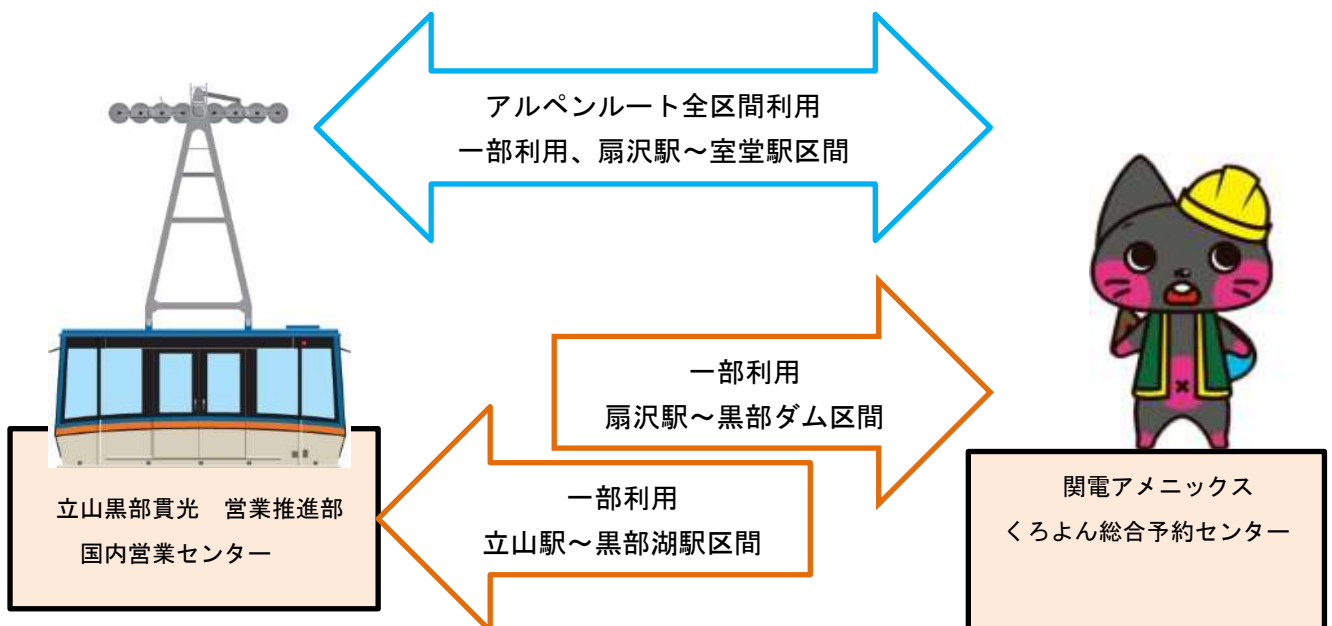 アルペンルート全区間利用
一部利用、扇沢駅～室堂駅区間
一部利用
扇沢駅～黒部ダム区間
一部利用
立山駅～黒部湖駅区間
立山黒部貫光　営業推進部
国内営業センター
関電アメニックス
くろよん総合予約センター